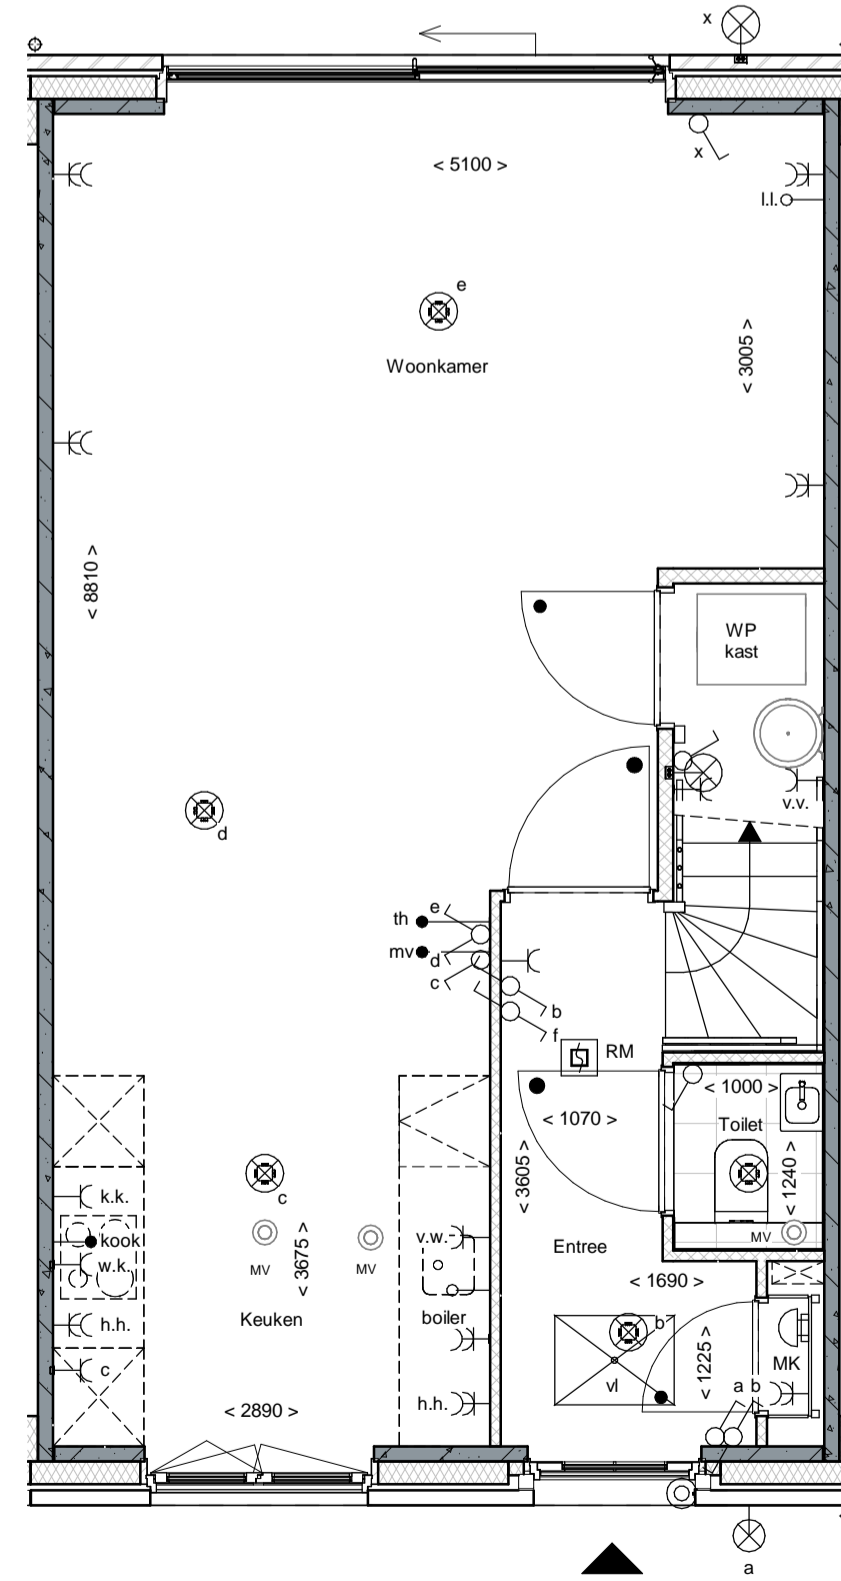 x
< 5100 >
x
l.l.
e
Woonkamer
< 3005 >
< 8810 >
WP
kast
v.v.
d
e
th
mv
d
c
b
f
RM
< 1000 >
< 1070 >
Toilet
< 3605 >
< 1240 >
c
k.k.
kook
w.k.
v.w.
MV
MV
MV
< 3675 >
Entree
< 1690 >
Keuken
boiler
h.h.
b
< 1225 >
MK
c
vl
a b
h.h.
< 2890 >
a